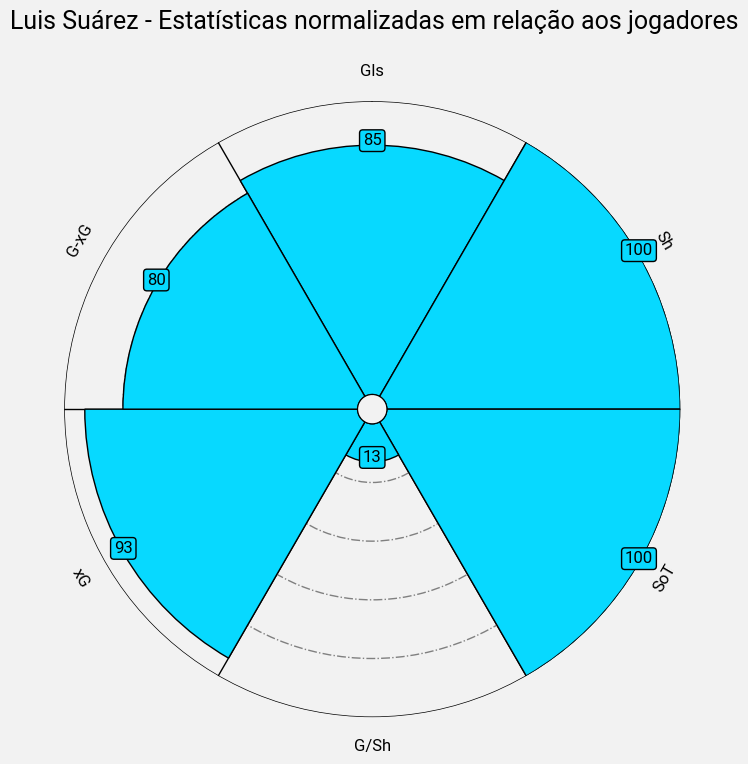 Luis Suárez - Estatísticas normalizadas em relação aos jogadores
Gls
85
Sh
100
G-xG
80
13
93
xG
100
SoT
G/Sh